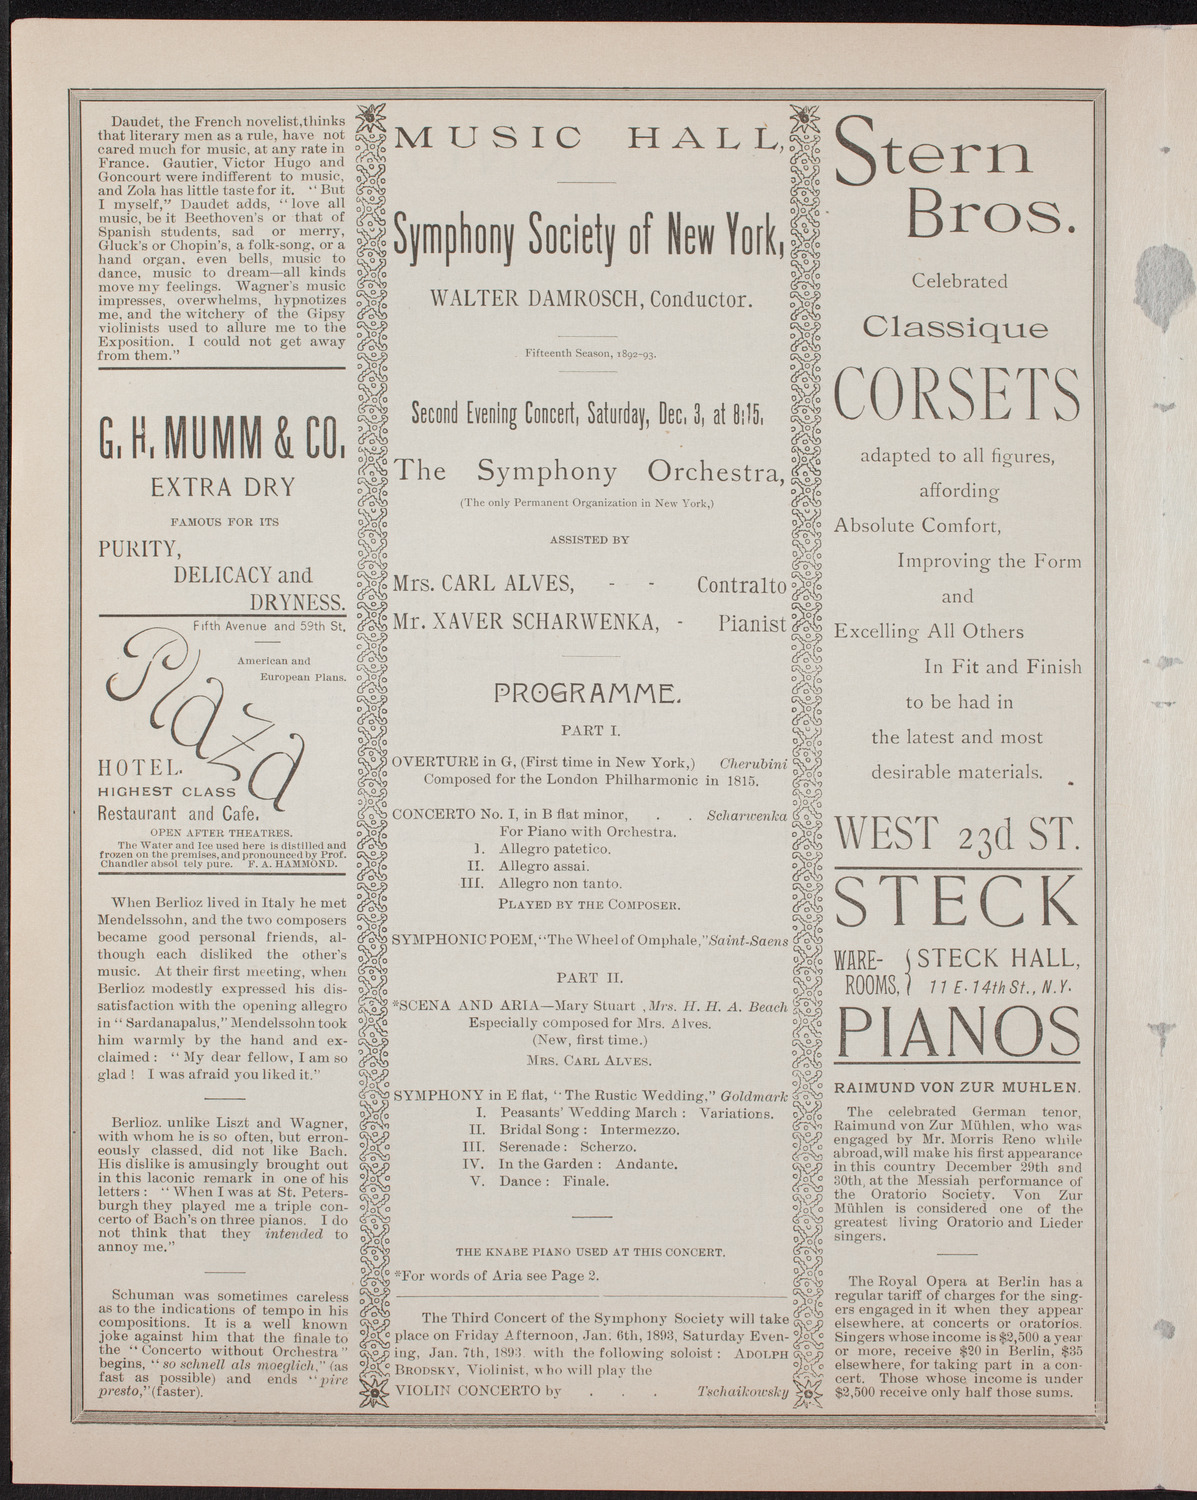 Daudet, the French novelist,thinks
that literary men as a rule, have not
cared much for music, at any rate in
France. Gautier, Victor Hugo and
Goncourt were indifferent to music,
and Zola has little taste for it. "But
I myself," Daudet adds, "love all
music, be it Beethoven's or that of
Spanish students, sad or merry,
Gluck's or Chopin's, a folk-song, or a
hand organ, even bells, music to
dance, music to dream—all kinds
move my feelings. Wagner's music
impresses, overwhelms, hypnotizes
me, and the witchery of the Gipsy
violinists used to allure me to the
Exposition. I could not get away
from them."
G. H. MUMM & CO.
EXTRA DRY
FAMOUS FOR ITS
PURITY,
DELICACY and
DRYNESS.
Fifth Avenue and 59th St,
American and
European Plans.
Plaza
HOTEL.
HIGHEST CLASS
Restaurant and Cafe.
OPEN AFTER THEATRES.
The Water and Ice used here is distilled and
frozen on the premises, and pronounced by Prof.
Chandler absol tely pure. F. A. HAMMOND.
When Berlioz lived in Italy he met
Mendelssohn, and the two composers
became good personal friends, al-
though each disliked the other's
music. At their first meeting, when
Berlioz modestly expressed his dis-
satisfaction with the opening allegro
in "Sardanapalus," Mendelssohn took
him warmly by the hand and ex-
claimed: "My dear fellow, I am so
glad! I was afraid you liked it."
Berlioz. unlike Liszt and Wagner,
with whom he is so often, but erron-
eously classed, did not like Bach.
His dislike is amusingly brought out
in this laconic remark in one of his
letters: "When I was at St. Peters-
burgh they played me a triple con-
certo of Bach's on three pianos. I do
not think that they intended to
annoy me."
Schuman was sometimes careless
as to the indications of tempo in his
compositions. It is a well known
joke against him that the finale to
the "Concerto without Orchestra"
begins, "so schnell als moeglich," (as
fast as possible) and ends "pire
presto," (faster).
MUSIC HALL,
Symphony Society of New York,
WALTER DAMROSCH, Conductor.
Fifteenth Season, 1892-93.
Second Evening Concert, Saturday, Dec. 3, at 8:15.
The Symphony Orchestra,
(The only Permanent Organization in New York,)
ASSISTED BY
Mrs. CARL ALVES, - - Contralto
Mr. XAVER SCHARWENKA, - Pianist
PROGRAMME.
PART I.
OVERTURE in G, (First time in New York,) Cherubini
Composed for the London Philharmonic in 1815.
CONCERTO No. I, in B flat minor, . . Scharwenka
For Piano with Orchestra.
I. Allegro patetico.
II. Allegro assai.
III. Allegro non tanto.
PLAYED BY THE COMPOSER.
SYMPHONIC POEM, "The Wheel of Omphale," Saint-Saens
PART II.
*SCENA AND ARIA—Mary Stuart , Mrs. H. H. A. Beach
Especially composed for Mrs. Alves.
(New, first time.)
MRS. CARL ALVES.
SYMPHONY in E flat, "The Rustic Wedding," Goldmark
I. Peasants' Wedding March: Variations.
II. Bridal Song: Intermezzo.
III. Serenade: Scherzo.
IV. In the Garden: Andante.
V. Dance: Finale.
THE KNABE PIANO USED AT THIS CONCERT.
*For words of Aria see Page 2.
The Third Concert of the Symphony Society will take
place on Friday Afternoon, Jan. 6th, 1893, Saturday Even-
ing, Jan. 7th, 1893. with the following soloist: ADOLPH
BRODSKY, Violinist, who will play the
VIOLIN CONCERTO by . . . Tschaikowsky
Stern
Bros.
Celebrated
Classique
CORSETS
adapted to all figures,
affording
Absolute Comfort,
Improving the Form
and
Excelling All Others
In Fit and Finish
to be had in
the latest and most
desirable materials.
WEST 23d ST.
STECK
WARE-ROOMS, { STECK HALL,
11 E. 14th St., N.Y.
PIANOS
RAIMUND VON ZUR MUHLEN.
The celebrated German tenor,
Raimund von Zur Mühlen, who was
engaged by Mr. Morris Reno while
abroad, will make his first appearance
in this country December 29th and
30th, at the Messiah performance of
the Oratorio Society. Von Zur
Mühlen is considered one of the
greatest living Oratorio and Lieder
singers.
The Royal Opera at Berlin has a
regular tariff of charges for the sing-
ers engaged in it when they appear
elsewhere, at concerts or oratorios.
Singers whose income is $2,500 a year
or more, receive $20 in Berlin, $35
elsewhere, for taking part in a con-
cert. Those whose income is under
$2,500 receive only half those sums.